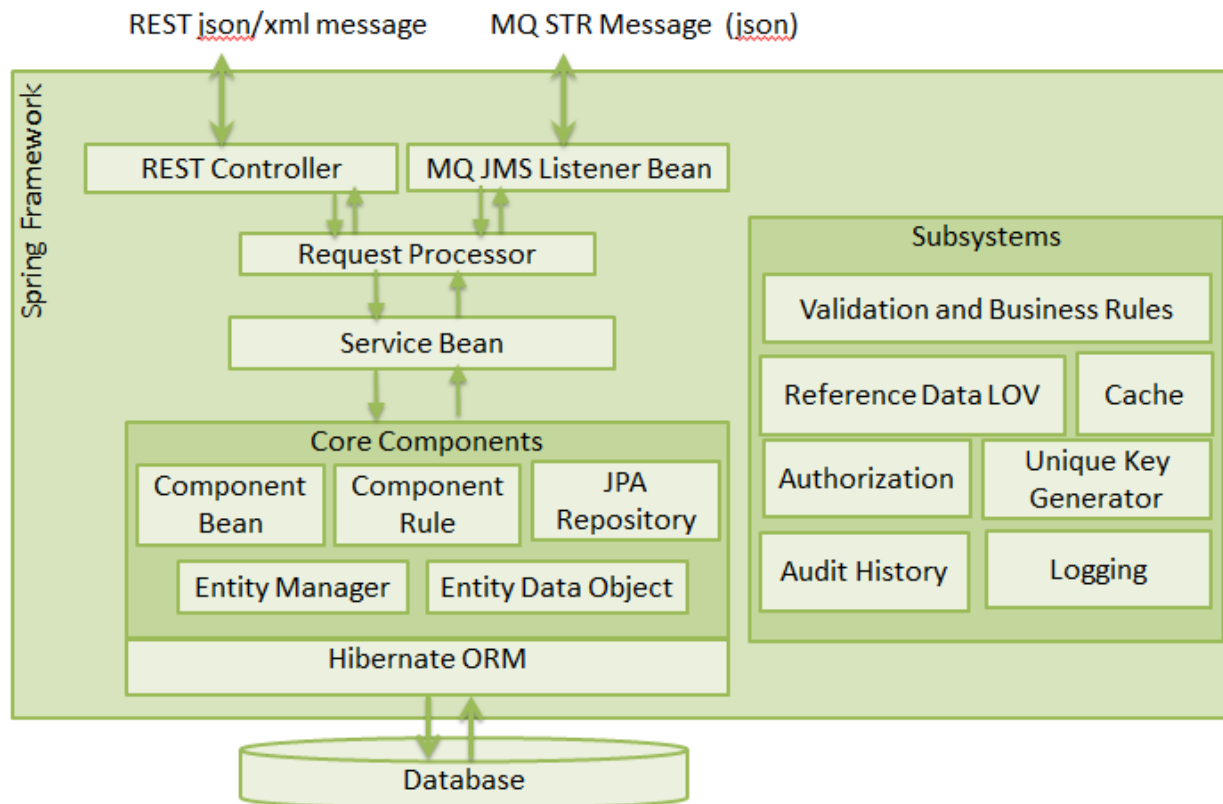 REST json/xml message
MQ STR Message (json)
Spring Framework
REST Controller
MQ JMS Listener Bean
Request Processor
Service Bean
Core Components
Component
Bean
Component
Rule
JPA
Repository
Entity Manager
Entity Data Object
Hibernate ORM
Database
Subsystems
Validation and Business Rules
Reference Data LOV
Cache
Authorization
Unique Key
Generator
Audit History
Logging